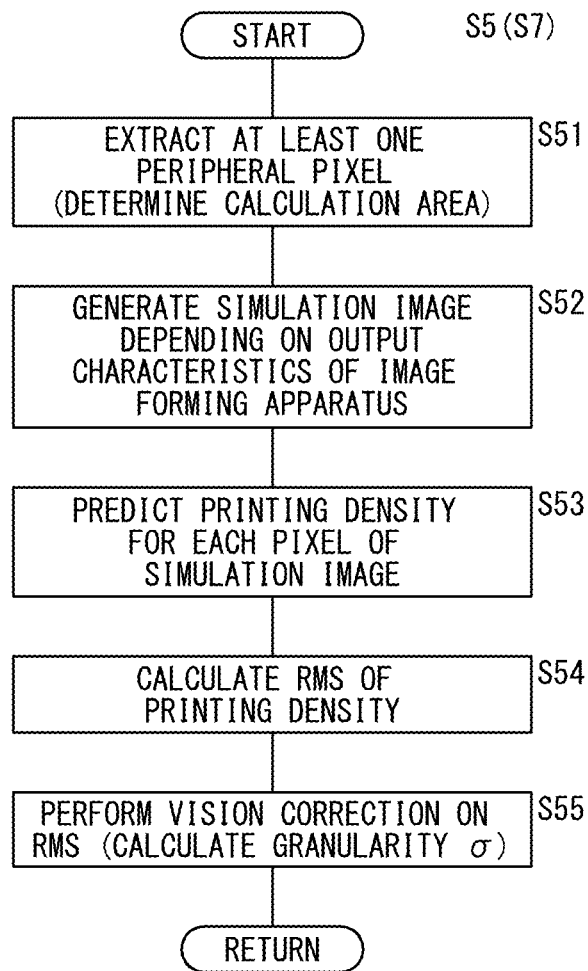 START
S5 (S7)
EXTRACT AT LEAST ONE
PERIPHERAL PIXEL
(DETERMINE CALCULATION AREA)
S51
GENERATE SIMULATION IMAGE
DEPENDING ON OUTPUT
CHARACTERISTICS OF IMAGE
FORMING APPARATUS
S52
PREDICT PRINTING DENSITY
FOR EACH PIXEL OF
SIMULATION IMAGE
S53
CALCULATE RMS OF
PRINTING DENSITY
S54
PERFORM VISION CORRECTION ON
RMS (CALCULATE GRANULARITY σ)
S55
RETURN